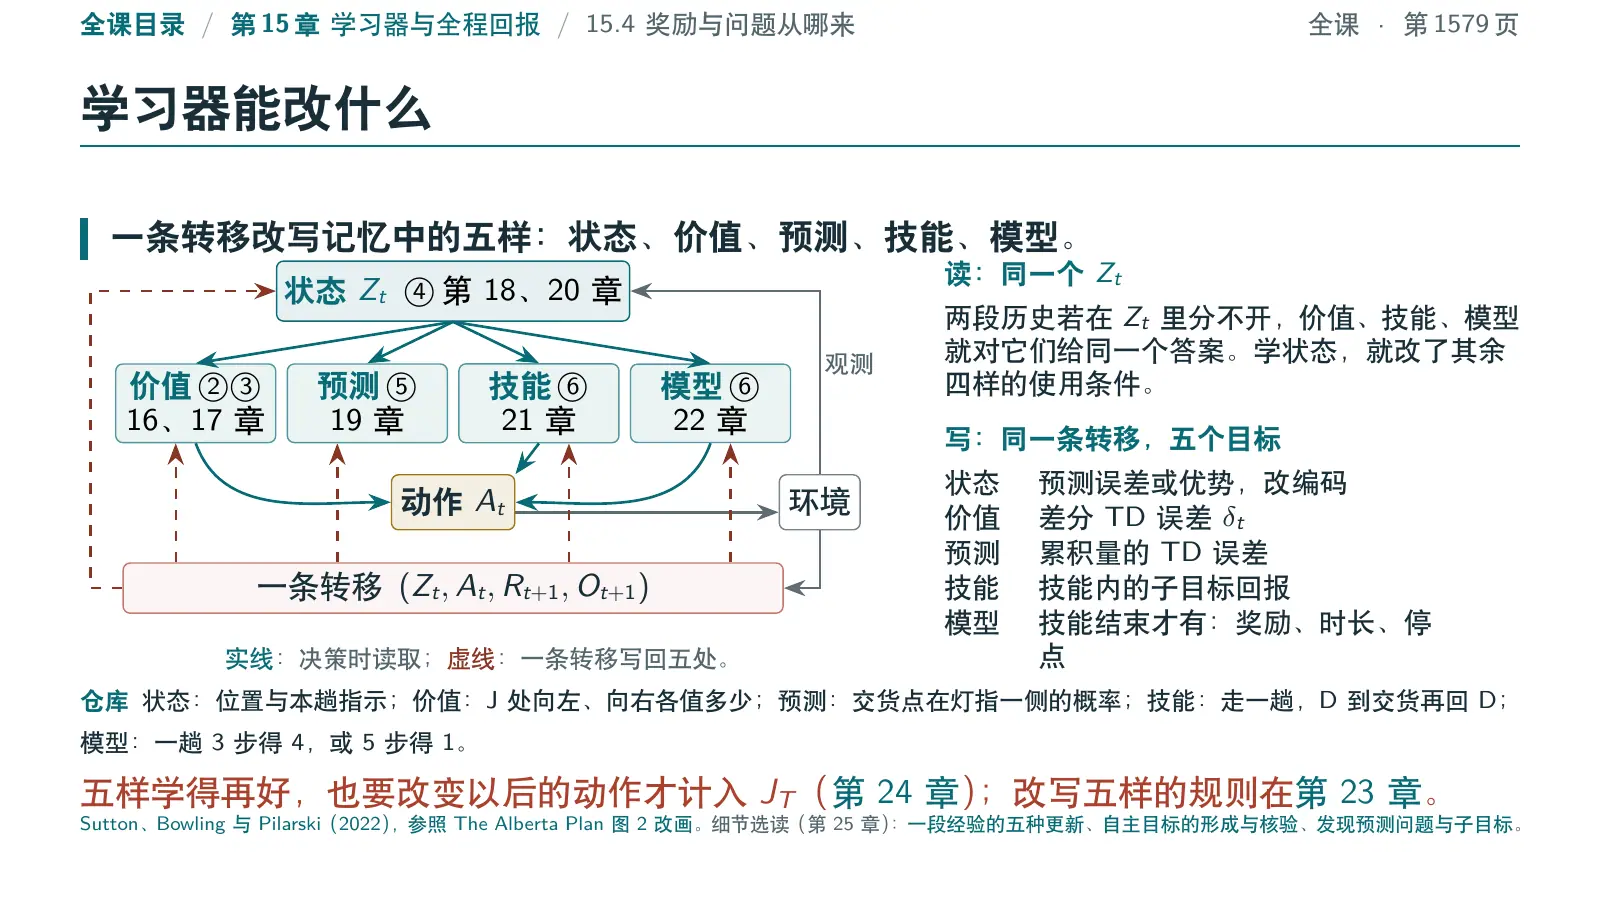 全课目录 / 第 15 章 学习器与全程回报 / 15.4 奖励与问题从哪来
全课 · 第 1579 页
学习器能改什么
一条转移改写记忆中的五样：状态、价值、预测、技能、模型。
状态 Zt ④ 第 18、20 章
价值 ②③
16、17 章
预测 ⑤
19 章
技能 ⑥
21 章
模型 ⑥
22 章
观测
动作 At
环境
一条转移 (Zt, At, Rt+1, Ot+1)
实线：决策时读取；虚线：一条转移写回五处。
读：同一个 Zt
两段历史若在 Zt 里分不开，价值、技能、模型
就对它们给同一个答案。学状态，就改了其余
四样的使用条件。
写：同一条转移，五个目标
状态 预测误差或优势，改编码
价值 差分 TD 误差 δt
预测 累积量的 TD 误差
技能 技能内的子目标回报
模型 技能结束才有：奖励、时长、停
点
仓库 状态：位置与本趟指示；价值：J 处向左、向右各值多少；预测：交货点在灯指一侧的概率；技能：走一趟，D 到交货再回 D；
模型：一趟 3 步得 4，或 5 步得 1。
五样学得再好，也要改变以后的动作才计入 JT（第 24 章）；改写五样的规则在第 23 章。
Sutton、Bowling 与 Pilarski (2022)，参照 The Alberta Plan 图 2 改画。细节选读（第 25 章）：一段经验的五种更新、自主目标的形成与核验、发现预测问题与子目标。